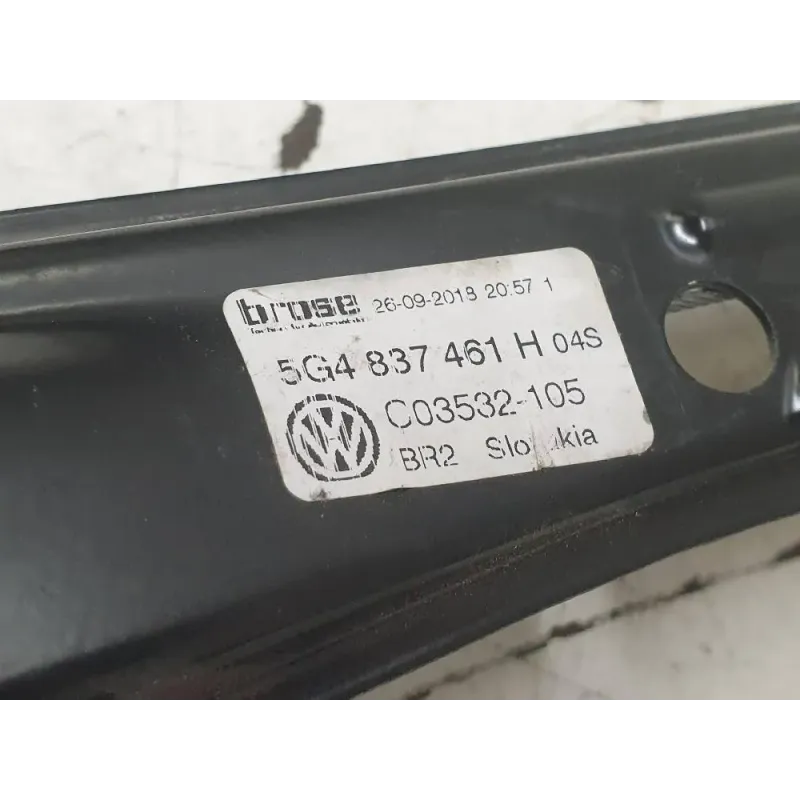 brose 26-09-2018 20:57 1
5G4 837 461 H 04S
C03532-105
BR2